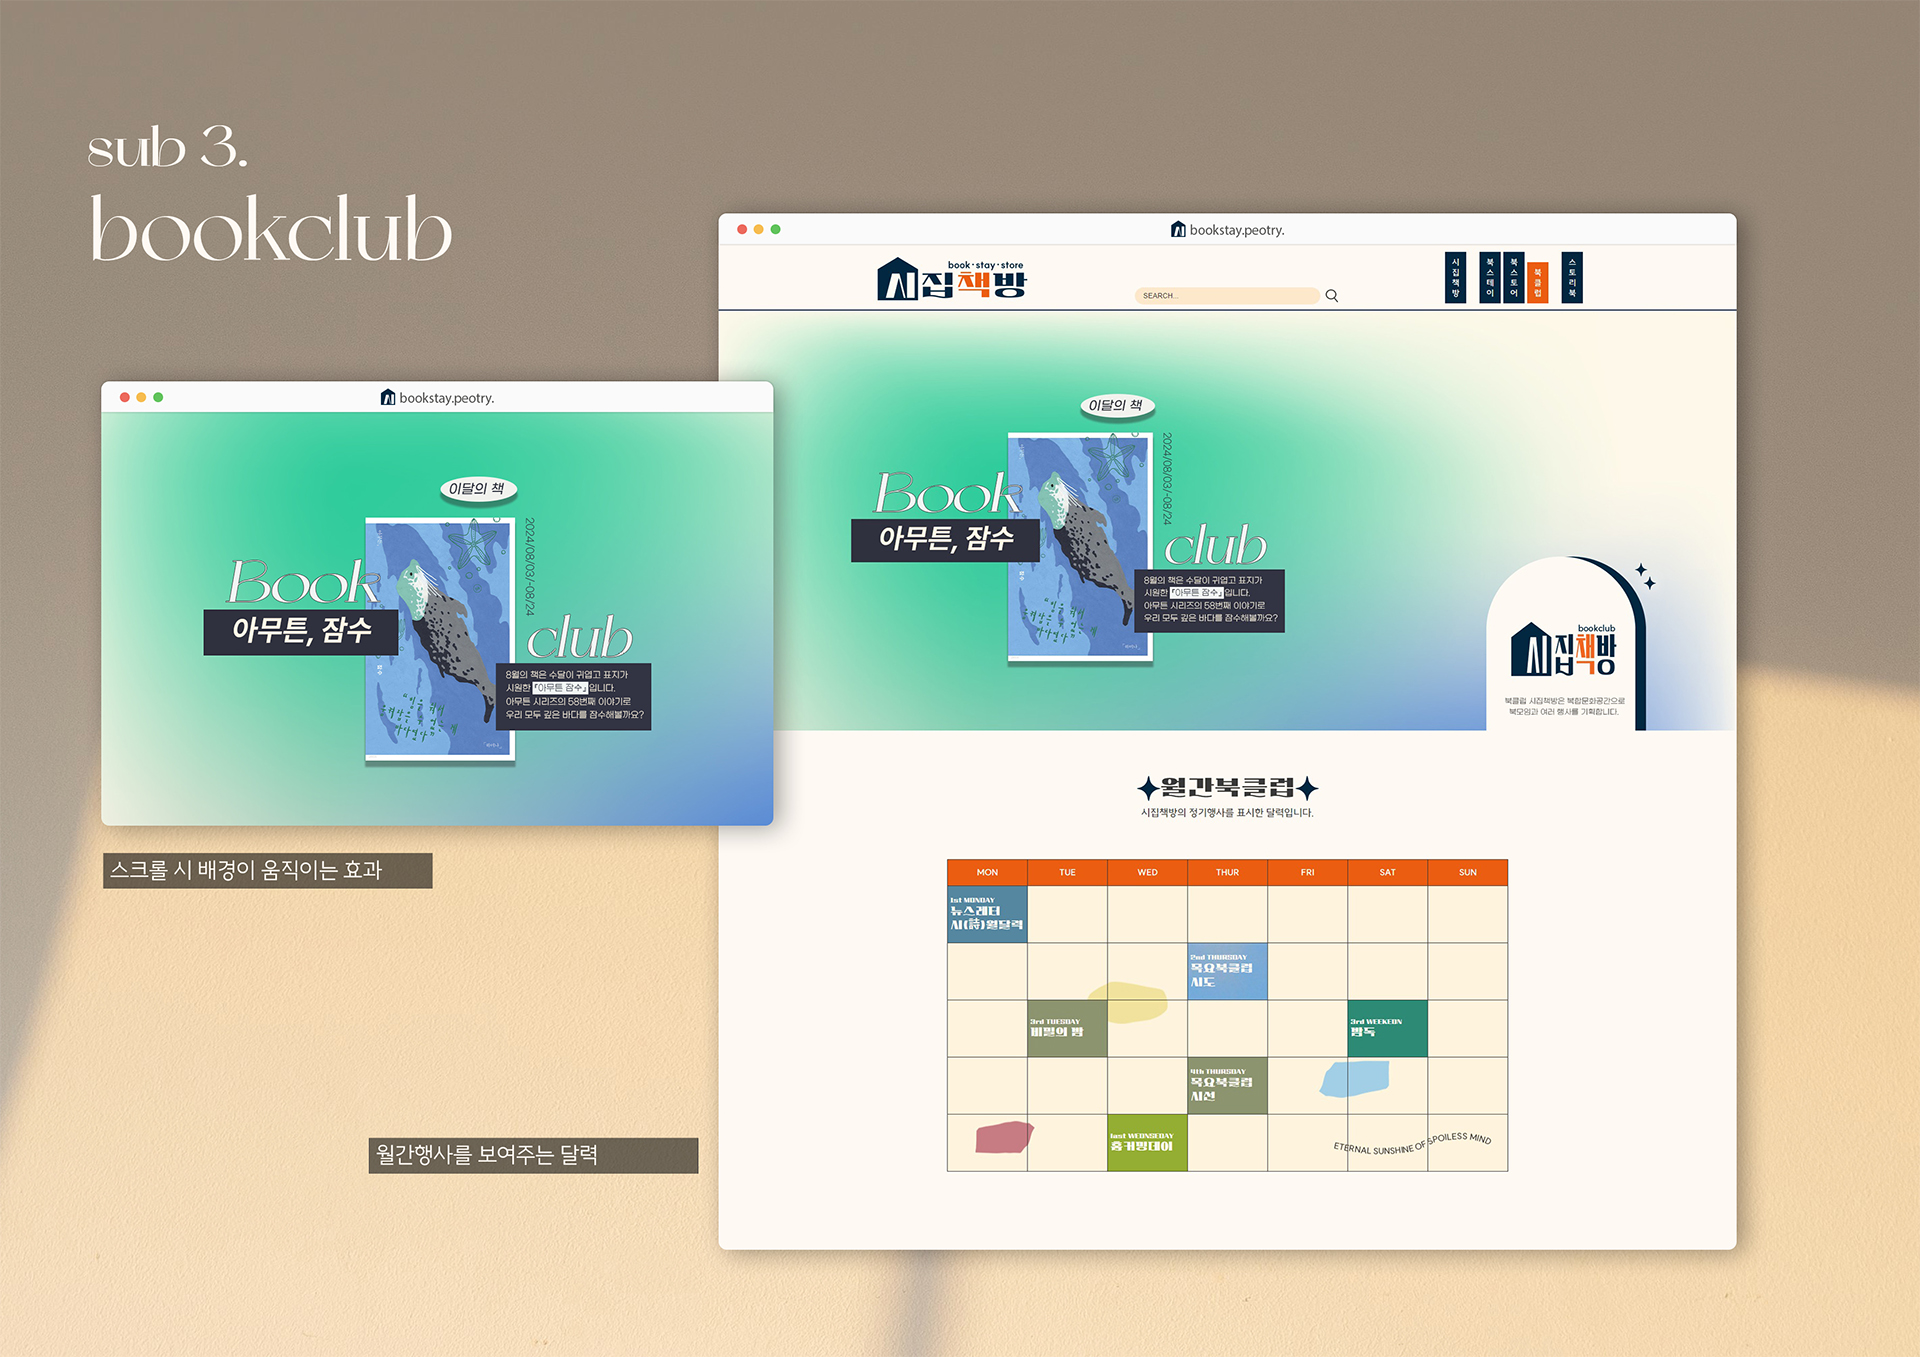 sub 3.
bookclub
bookstay.peotry.
이달의 책
2024/08/03/-08/24
Book
아무튼, 잠수
club
8월의 책은 수달이 귀엽고 표지가
시원한 『아무튼 잠수』입니다.
아무튼 시리즈의 58번째 이야기로
우리 모두 깊은 바다를 잠수해볼까요?
스크롤 시 배경이 움직이는 효과
월간행사를 보여주는 달력
bookstay.peotry.
book·stay·store
시집책방
SEARCH...
시집책방
북스테이
북스토어
북클럽
스토리북
이달의 책
2024/08/03/-08/24
Book
아무튼, 잠수
club
8월의 책은 수달이 귀엽고 표지가
시원한 『아무튼 잠수』입니다.
아무튼 시리즈의 58번째 이야기로
우리 모두 깊은 바다를 잠수해볼까요?
bookclub
시집책방
북클럽 시집책방은 복합문화공간으로
북모임과 여러 행사를 기획합니다.
월간북클럽
시집책방의 정기행사를 표시한 달력입니다.
MON TUE WED THUR FRI SAT SUN
1st MONDAY
뉴스레터
시(詩)월달력
2nd THURSDAY
목요북클럽
시도
3rd TUESDAY
비밀의 밤
3rd WEEKEDN
밤독
4th THURSDAY
목요북클럽
시선
last WEDNSEDAY
홈커밍데이
ETERNAL SUNSHINE OF SPOILESS MIND